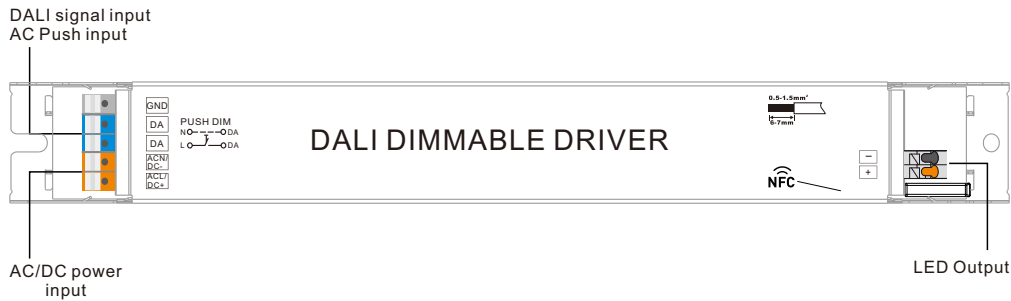 DALI signal input
AC Push input
GND
DA
DA
ACN/
DC-
ACL/
DC+
PUSH DIM
N DA
L DA
DALI DIMMABLE DRIVER
0.5-1.5mm²
6-7mm
NFC
−
+
LED Output
AC/DC power
input